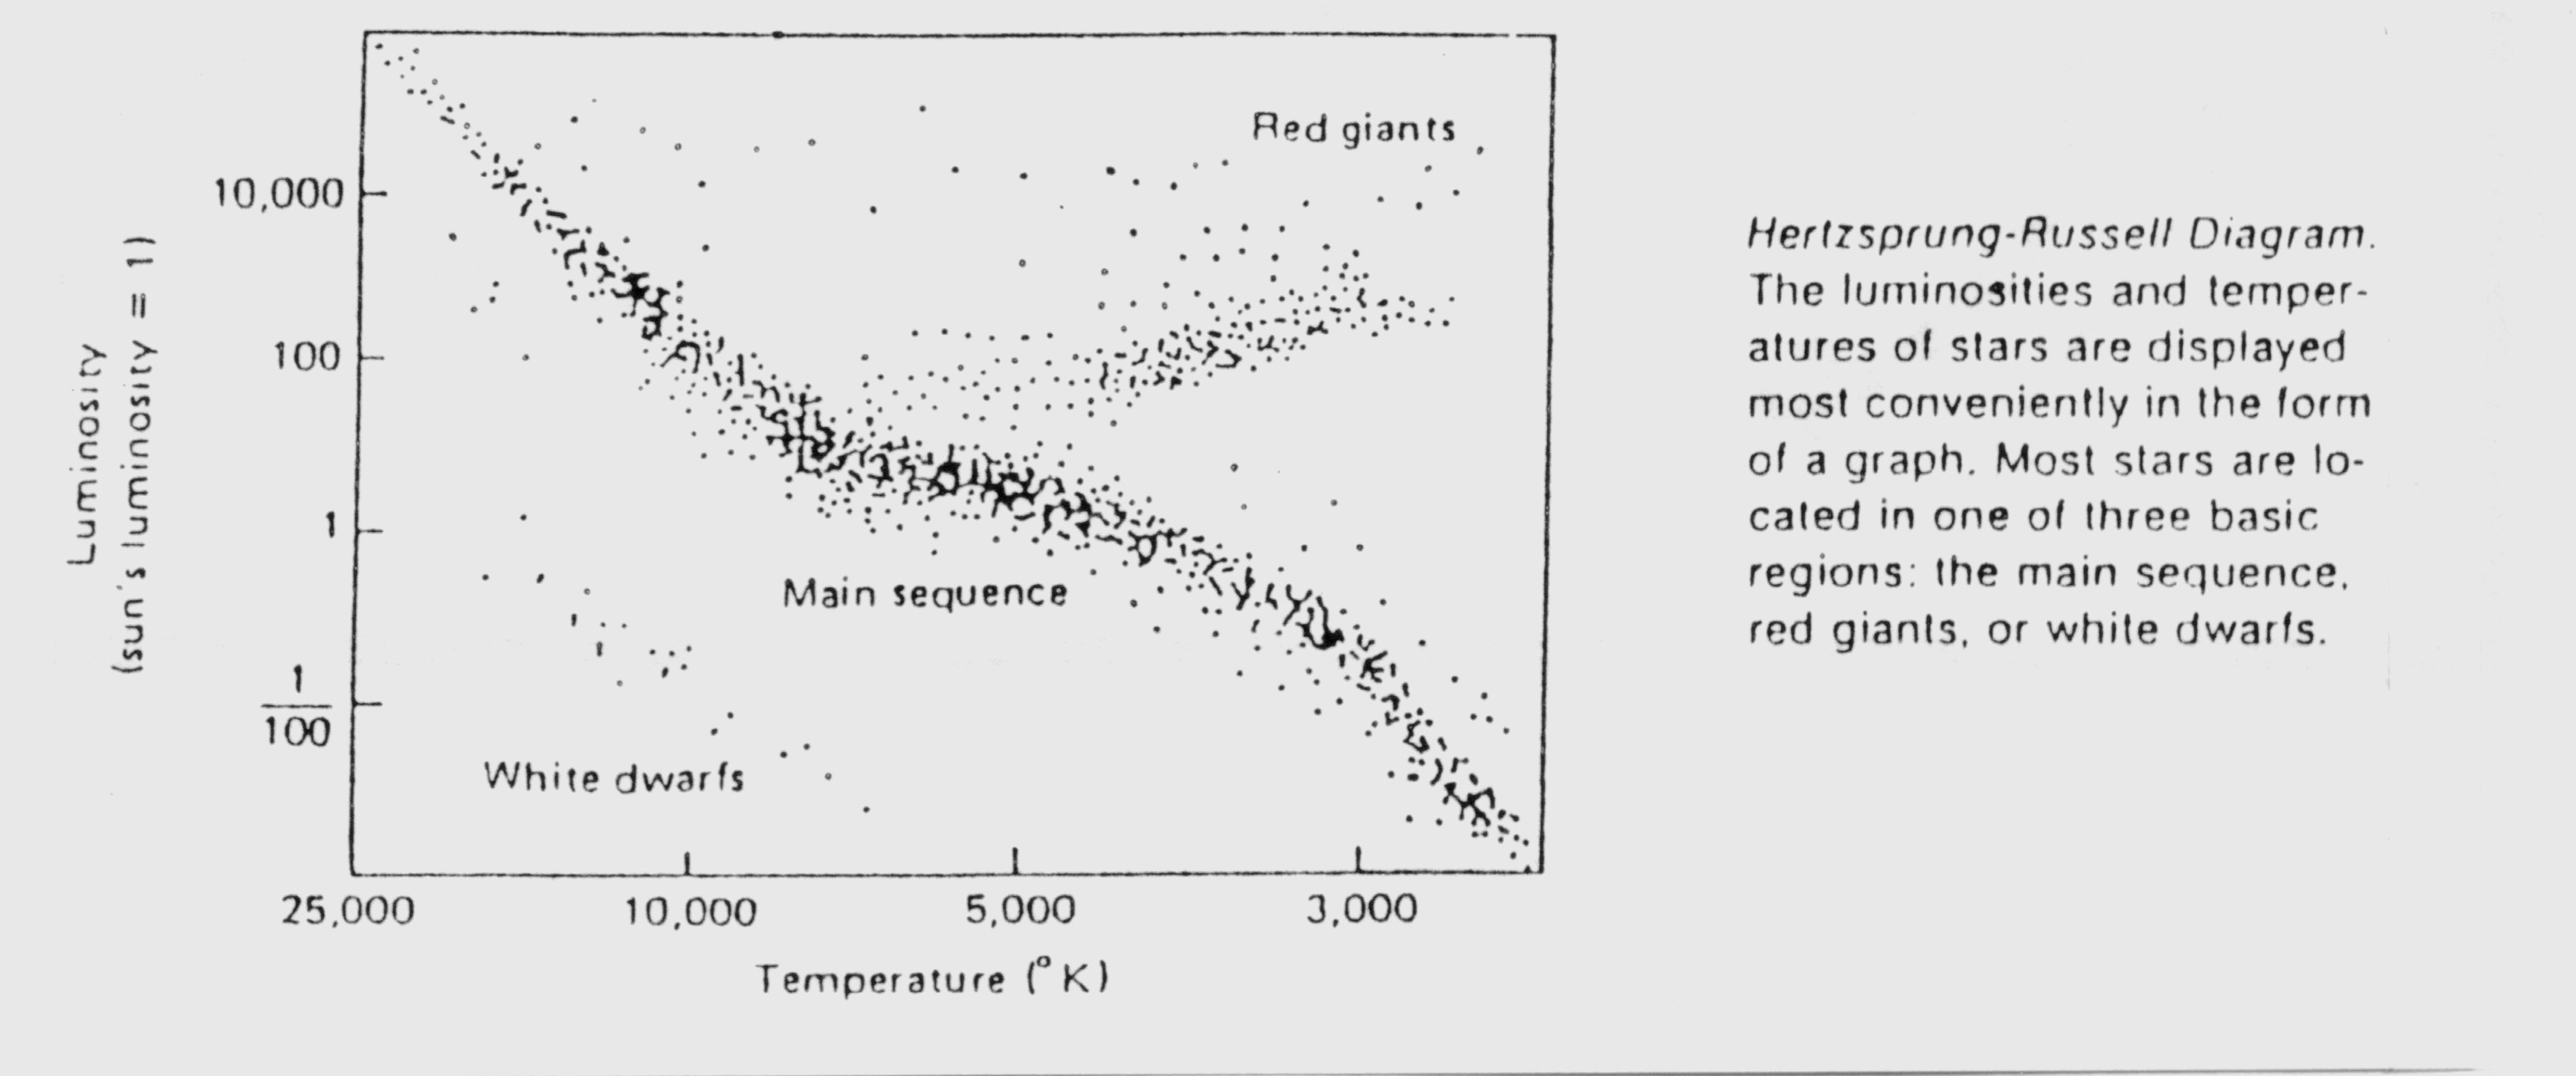 Red giants
10,000
100
1
1
100
Luminosity
(sun's luminosity = 1)
Main sequence
White dwarfs
25,000 10,000 5,000 3,000
Temperature (°K)
Hertzsprung-Russell Diagram.
The luminosities and temper-
atures of stars are displayed
most conveniently in the form
of a graph. Most stars are lo-
cated in one of three basic
regions: the main sequence,
red giants, or white dwarfs.